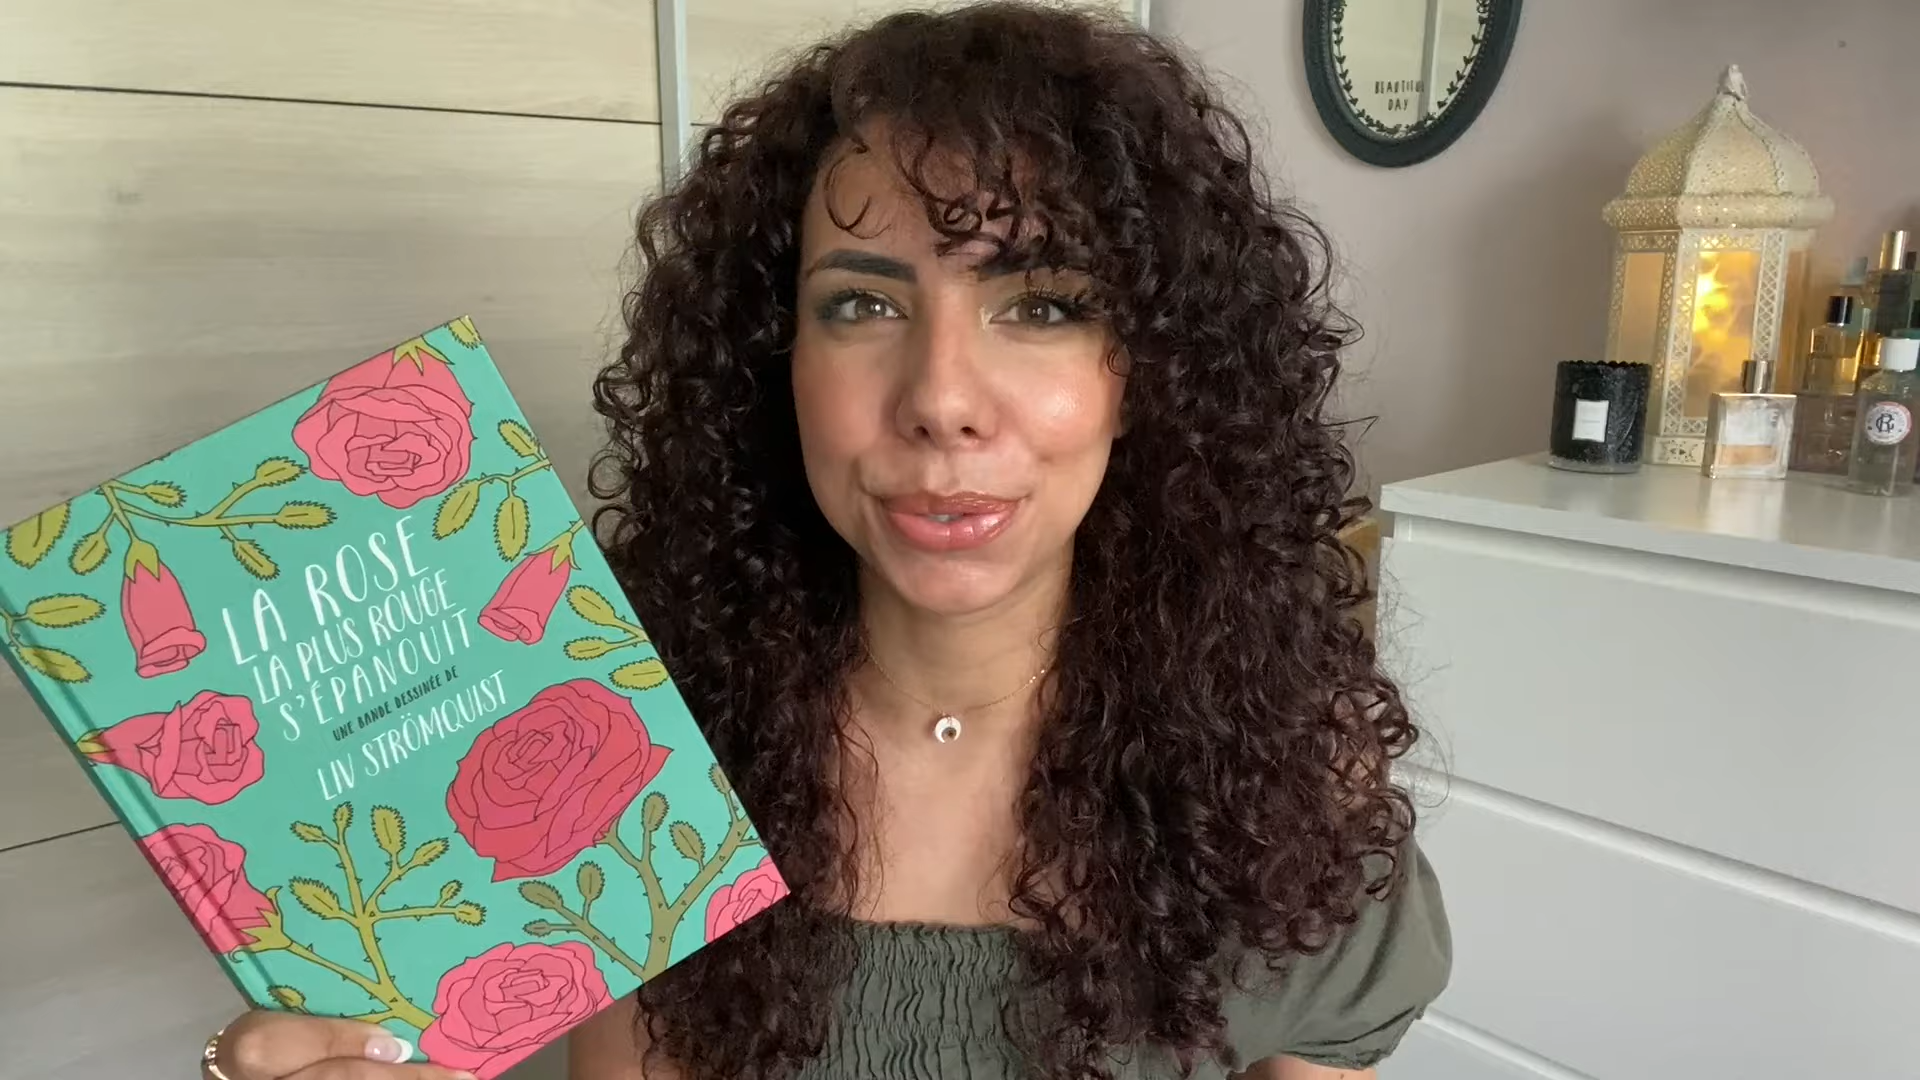 LA ROSE
LA PLUS ROUGE
S'ÉPANOUIT
UNE BANDE DESSINÉE DE
LIV STRÖMQUIST
BEAUTIFUL
DAY